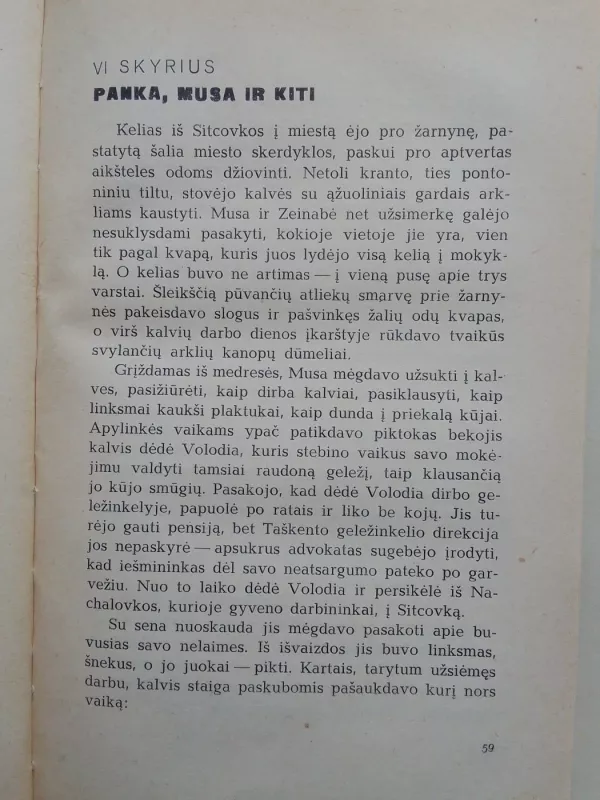 VI SKYRIUS
PANKA, MUSA IR KITI
Kelias iš Sitcovkos į miestą ėjo pro žarnynę, pa-
statytą šalia miesto skerdyklos, paskui pro aptvertas
aikšteles odoms džiovinti. Netoli kranto, ties ponto-
niniu tiltu, stovėjo kalvės su ąžuoliniais gardais ark-
liams kaustyti. Musa ir Zeinabė net užsimerkę galėjo
nesuklysdami pasakyti, kokioje vietoje jie yra, vien
tik pagal kvapą, kuris juos lydėjo visą kelią į mokyk-
lą. O kelias buvo ne artimas — į vieną pusę apie trys
varstai. Šleikščią pūvančių atliekų smarvę prie žarny-
nės pakeisdavo slogus ir pašvinkęs žalių odų kvapas,
o virš kalvių darbo dienos įkarštyje rūkdavo tvaikūs
svylančių arklių kanopų dūmeliai.
Grįždamas iš medresės, Musa mėgdavo užsukti į kal-
ves, pasižiūrėti, kaip dirba kalviai, pasiklausyti, kaip
linksmai kaukši plaktukai, kaip dunda į priekalą kūjai.
Apylinkės vaikams ypač patikdavo piktokas bekojis
kalvis dėdė Volodia, kuris stebino vaikus savo mokė-
jimu valdyti tamsiai raudoną geležį, taip klausančią
jo kūjo smūgių. Pasakojo, kad dėdė Volodia dirbo ge-
ležinkelyje, papuolė po ratais ir liko be kojų. Jis tu-
rėjo gauti pensiją, bet Taškento geležinkelio direkcija
jos nepaskyrė — apsukrus advokatas sugebėjo įrodyti,
kad iešmininkas dėl savo neatsargumo pateko po gar-
vežiu. Nuo to laiko dėdė Volodia ir persikėlė iš Na-
chalovkos, kurioje gyveno darbininkai, į Sitcovką.
Su sena nuoskauda jis mėgdavo pasakoti apie bu-
vusias savo nelaimes. Iš išvaizdos jis buvo linksmas,
šnekus, o jo juokai — pikti. Kartais, tarytum užsiėmęs
darbu, kalvis staiga paskubomis pašaukdavo kurį nors
vaiką:
59